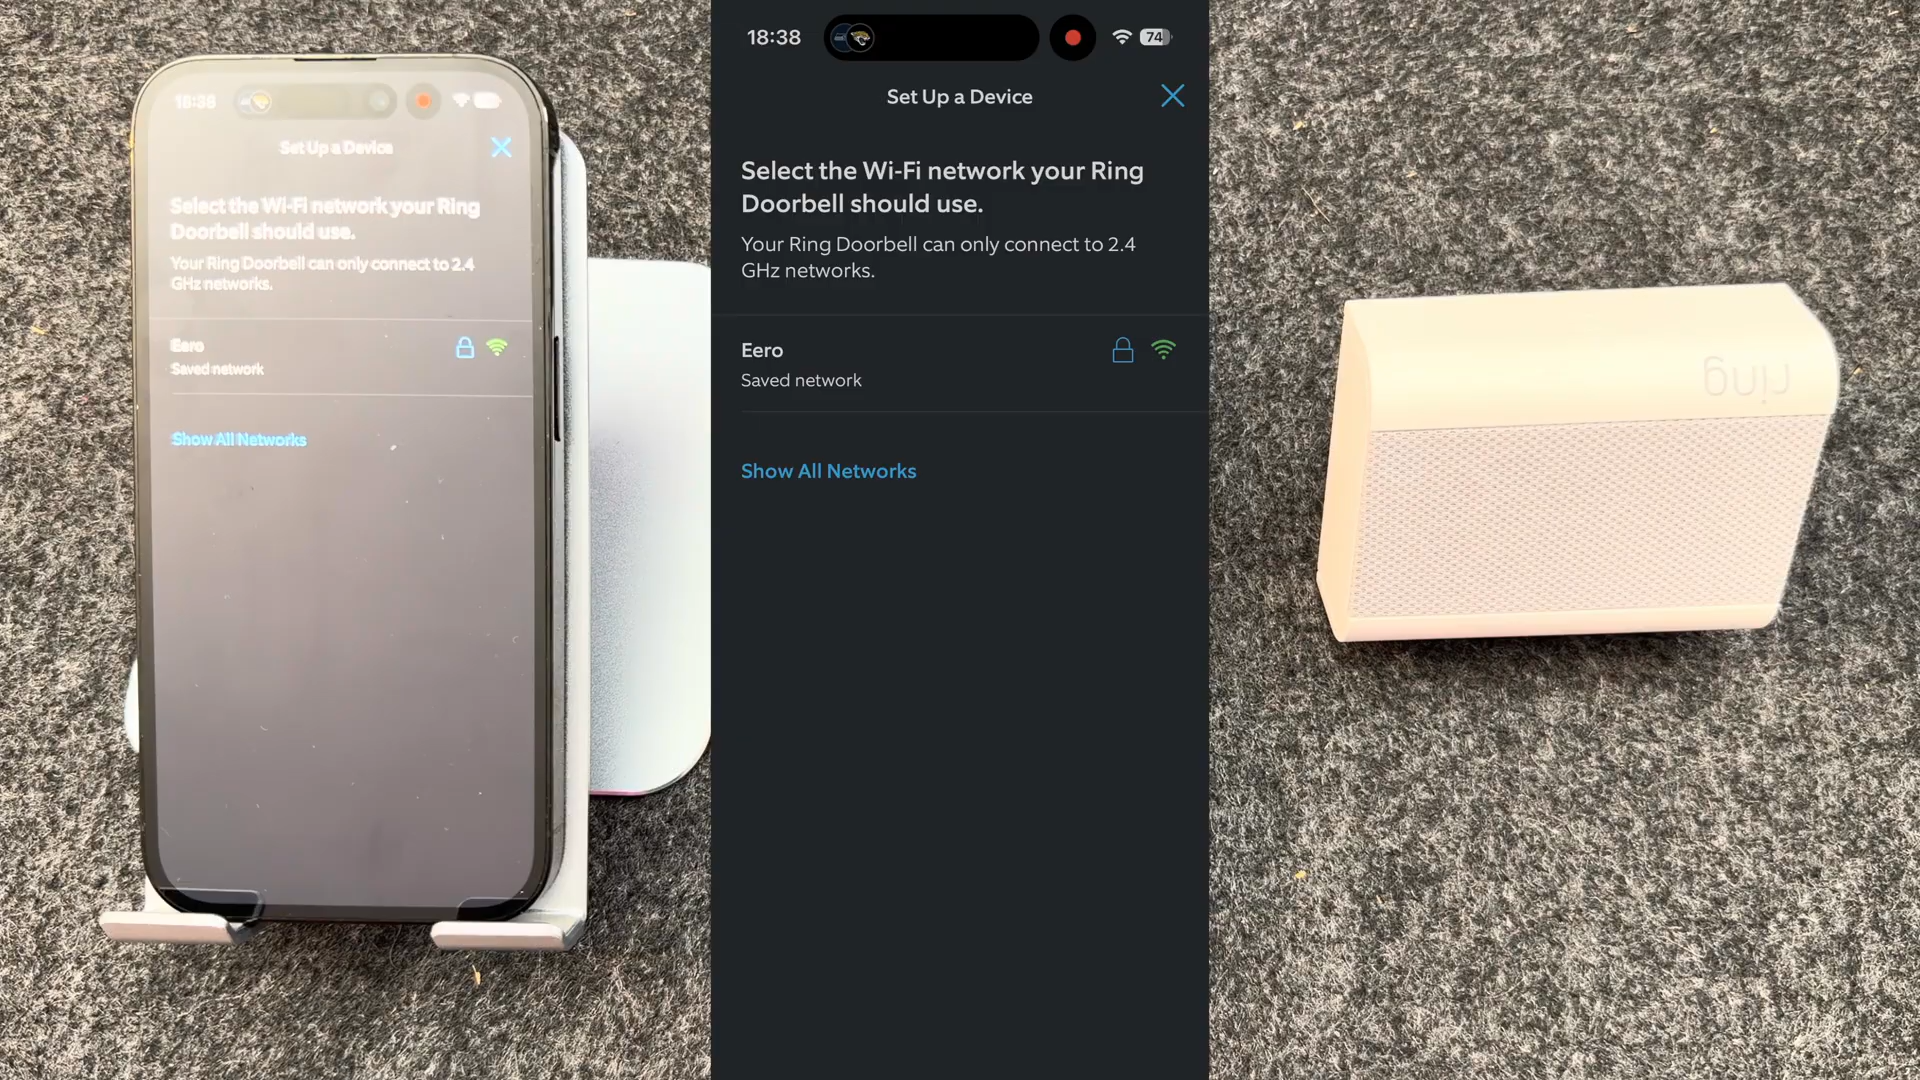 18:38
Set Up a Device
Select the Wi-Fi network your Ring
Doorbell should use.
Your Ring Doorbell can only connect to 2.4
GHz networks.
Eero
Saved network
Show All Networks
18:38
74
Set Up a Device
Select the Wi-Fi network your Ring
Doorbell should use.
Your Ring Doorbell can only connect to 2.4
GHz networks.
Eero
Saved network
Show All Networks
ring